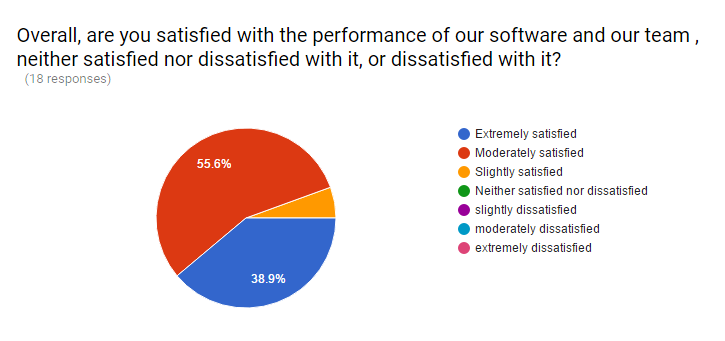 Overall, are you satisfied with the performance of our software and our team ,
neither satisfied nor dissatisfied with it, or dissatisfied with it?
(18 responses)
55.6%
38.9%
Extremely satisfied
Moderately satisfied
Slightly satisfied
Neither satisfied nor dissatisfied
slightly dissatisfied
moderately dissatisfied
extremely dissatisfied